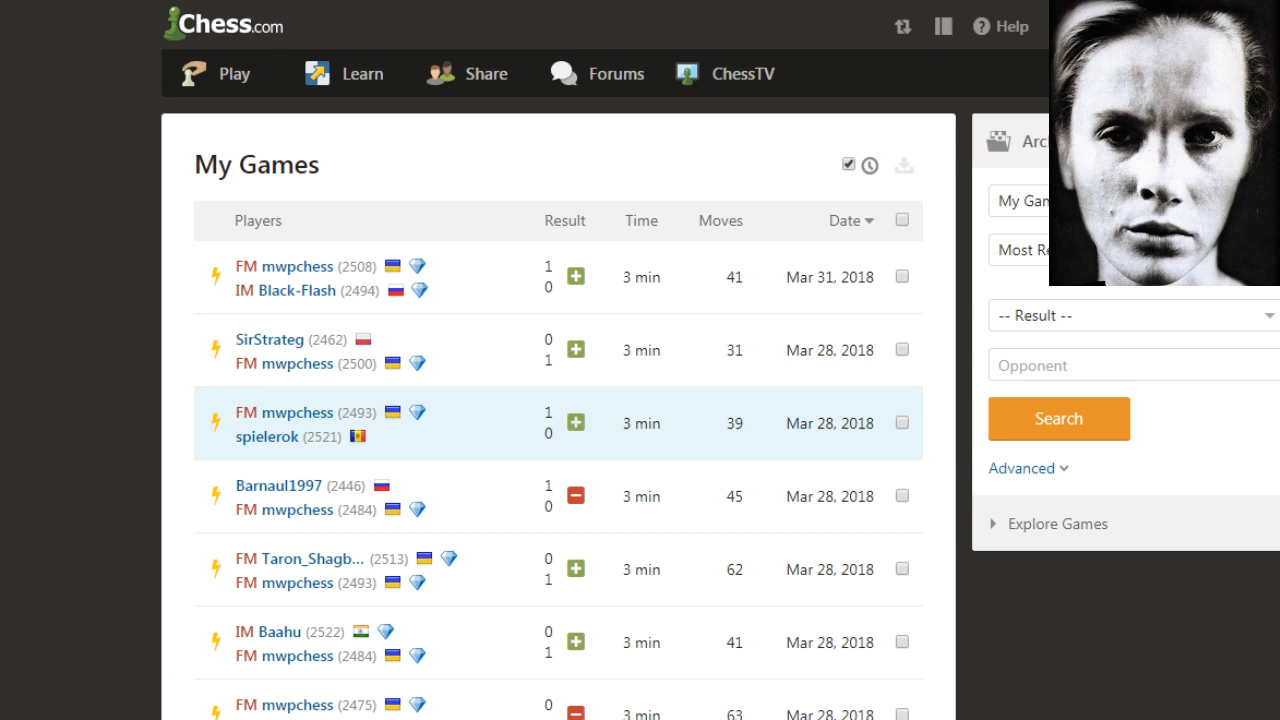 Chess.com
Help
Play
Learn
Share
Forums
ChessTV
My Games
Players Result Time Moves Date
FM mwpchess (2508) 1
IM Black-Flash (2494) 0
3 min 41 Mar 31, 2018
SirStrateg (2462) 0
FM mwpchess (2500) 1
3 min 31 Mar 28, 2018
FM mwpchess (2493) 1
spielerok (2521) 0
3 min 39 Mar 28, 2018
Barnaul1997 (2446) 1
FM mwpchess (2484) 0
3 min 45 Mar 28, 2018
FM Taron_Shagb... (2513) 0
FM mwpchess (2493) 1
3 min 62 Mar 28, 2018
IM Baahu (2522) 0
FM mwpchess (2484) 1
3 min 41 Mar 28, 2018
FM mwpchess (2475) 0
3 min 63 Mar 28, 2018
Arc
My Gan
Most Re
-- Result --
Opponent
Search
Advanced
Explore Games